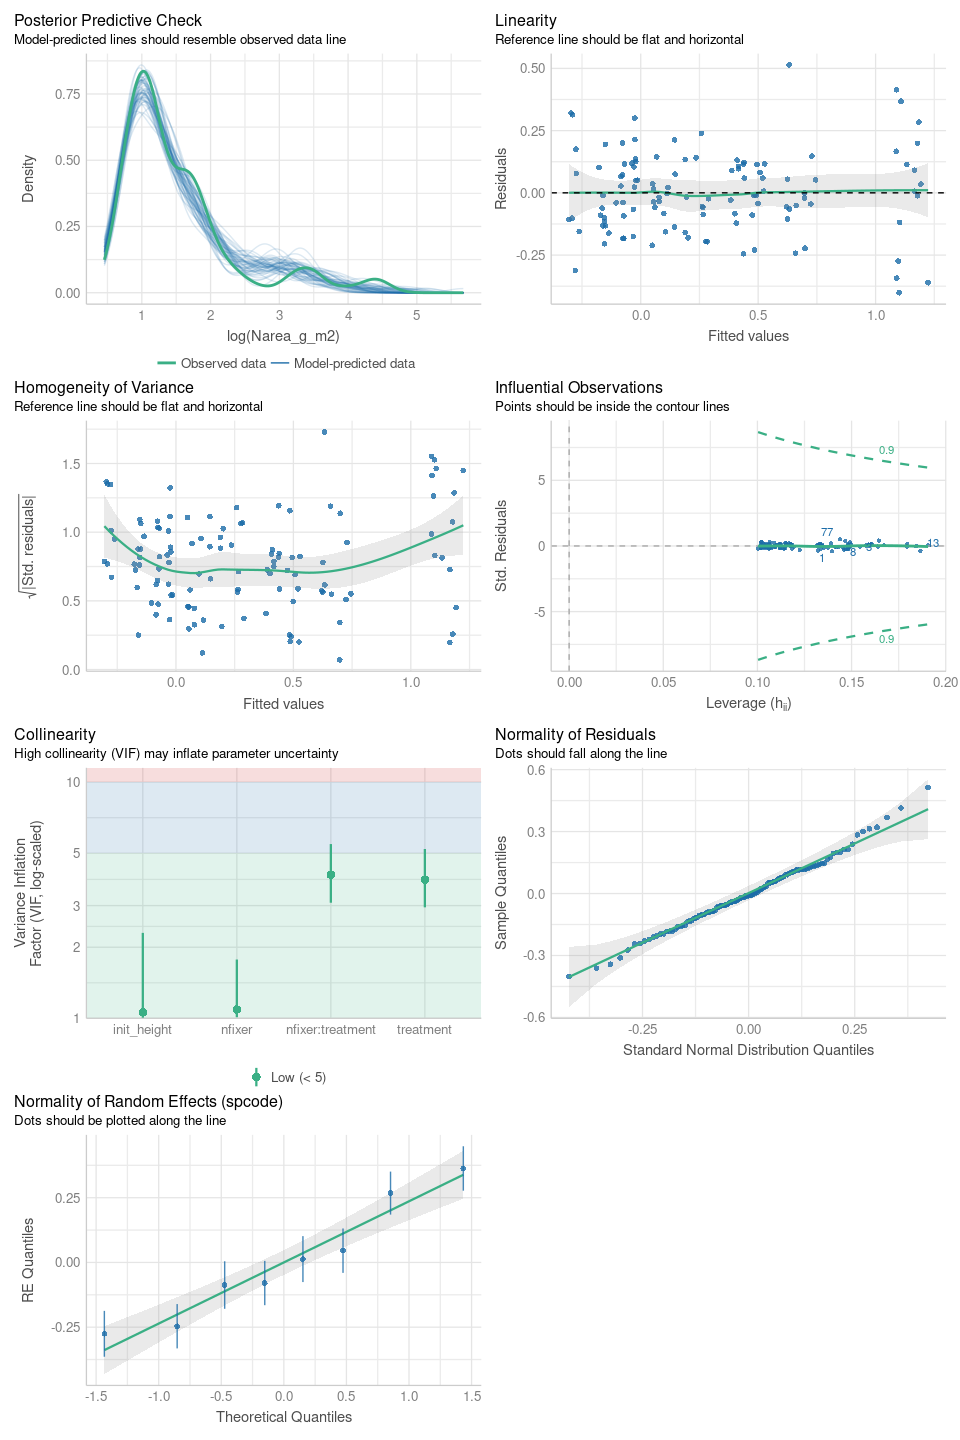 Posterior Predictive Check
Model-predicted lines should resemble observed data line
Density
0.75
0.50
0.25
0.00
1 2 3 4 5
log(Narea_g_m2)
Observed data Model-predicted data
Linearity
Reference line should be flat and horizontal
Residuals
0.50
0.25
0.00
-0.25
0.0 0.5 1.0
Fitted values
Homogeneity of Variance
Reference line should be flat and horizontal
√|Std. residuals|
1.5
1.0
0.5
0.0
0.0 0.5 1.0
Fitted values
Influential Observations
Points should be inside the contour lines
Std. Residuals
5
0
-5
0.9
77
13
8
1
0.9
0.00 0.05 0.10 0.15 0.20
Leverage (hii)
Collinearity
High collinearity (VIF) may inflate parameter uncertainty
Variance Inflation
Factor (VIF, log-scaled)
10
5
3
2
1
init_height nfixer nfixer:treatment treatment
Low (< 5)
Normality of Residuals
Dots should fall along the line
Sample Quantiles
0.6
0.3
0.0
-0.3
-0.6
-0.25 0.00 0.25
Standard Normal Distribution Quantiles
Normality of Random Effects (spcode)
Dots should be plotted along the line
RE Quantiles
0.25
0.00
-0.25
-1.5 -1.0 -0.5 0.0 0.5 1.0 1.5
Theoretical Quantiles